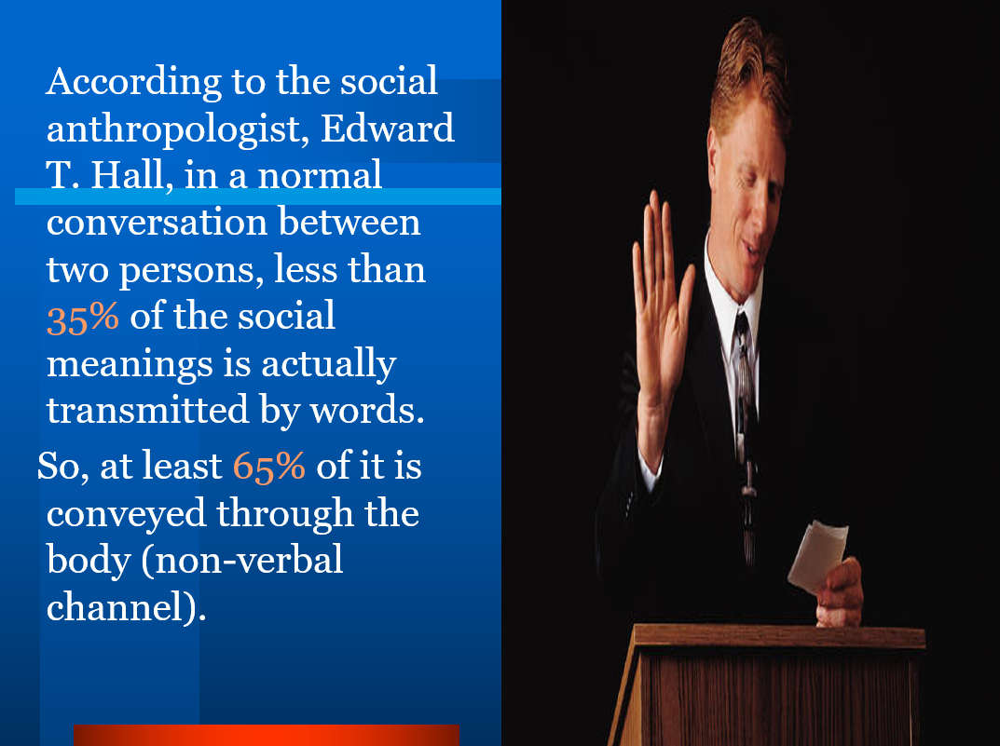 According to the social
anthropologist, Edward
T. Hall, in a normal
conversation between
two persons, less than
35% of the social
meanings is actually
transmitted by words.
So, at least 65% of it is
conveyed through the
body (non-verbal
channel).